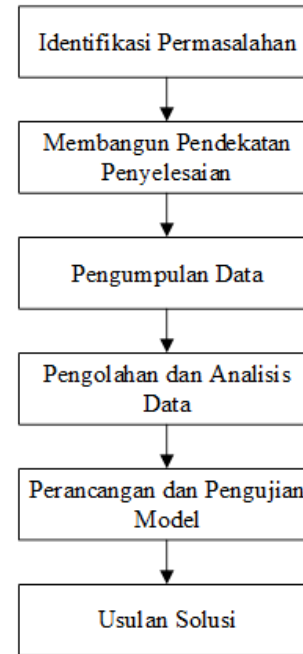 Identifikasi Permasalahan
Membangun Pendekatan
Penyelesaian
Pengumpulan Data
Pengolahan dan Analisis
Data
Perancangan dan Pengujian
Model
Usulan Solusi